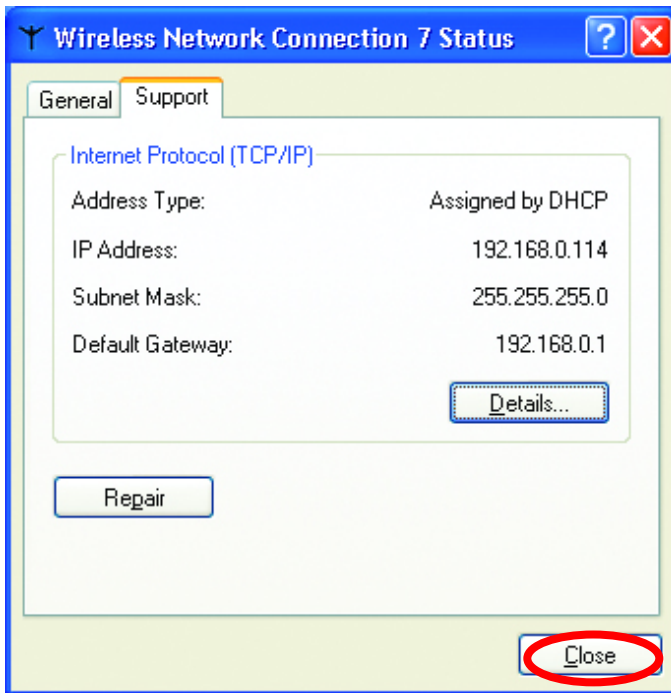 Wireless Network Connection 7 Status
General Support
Internet Protocol (TCP/IP)
Address Type: Assigned by DHCP
IP Address: 192.168.0.114
Subnet Mask: 255.255.255.0
Default Gateway: 192.168.0.1
Details...
Repair
Close